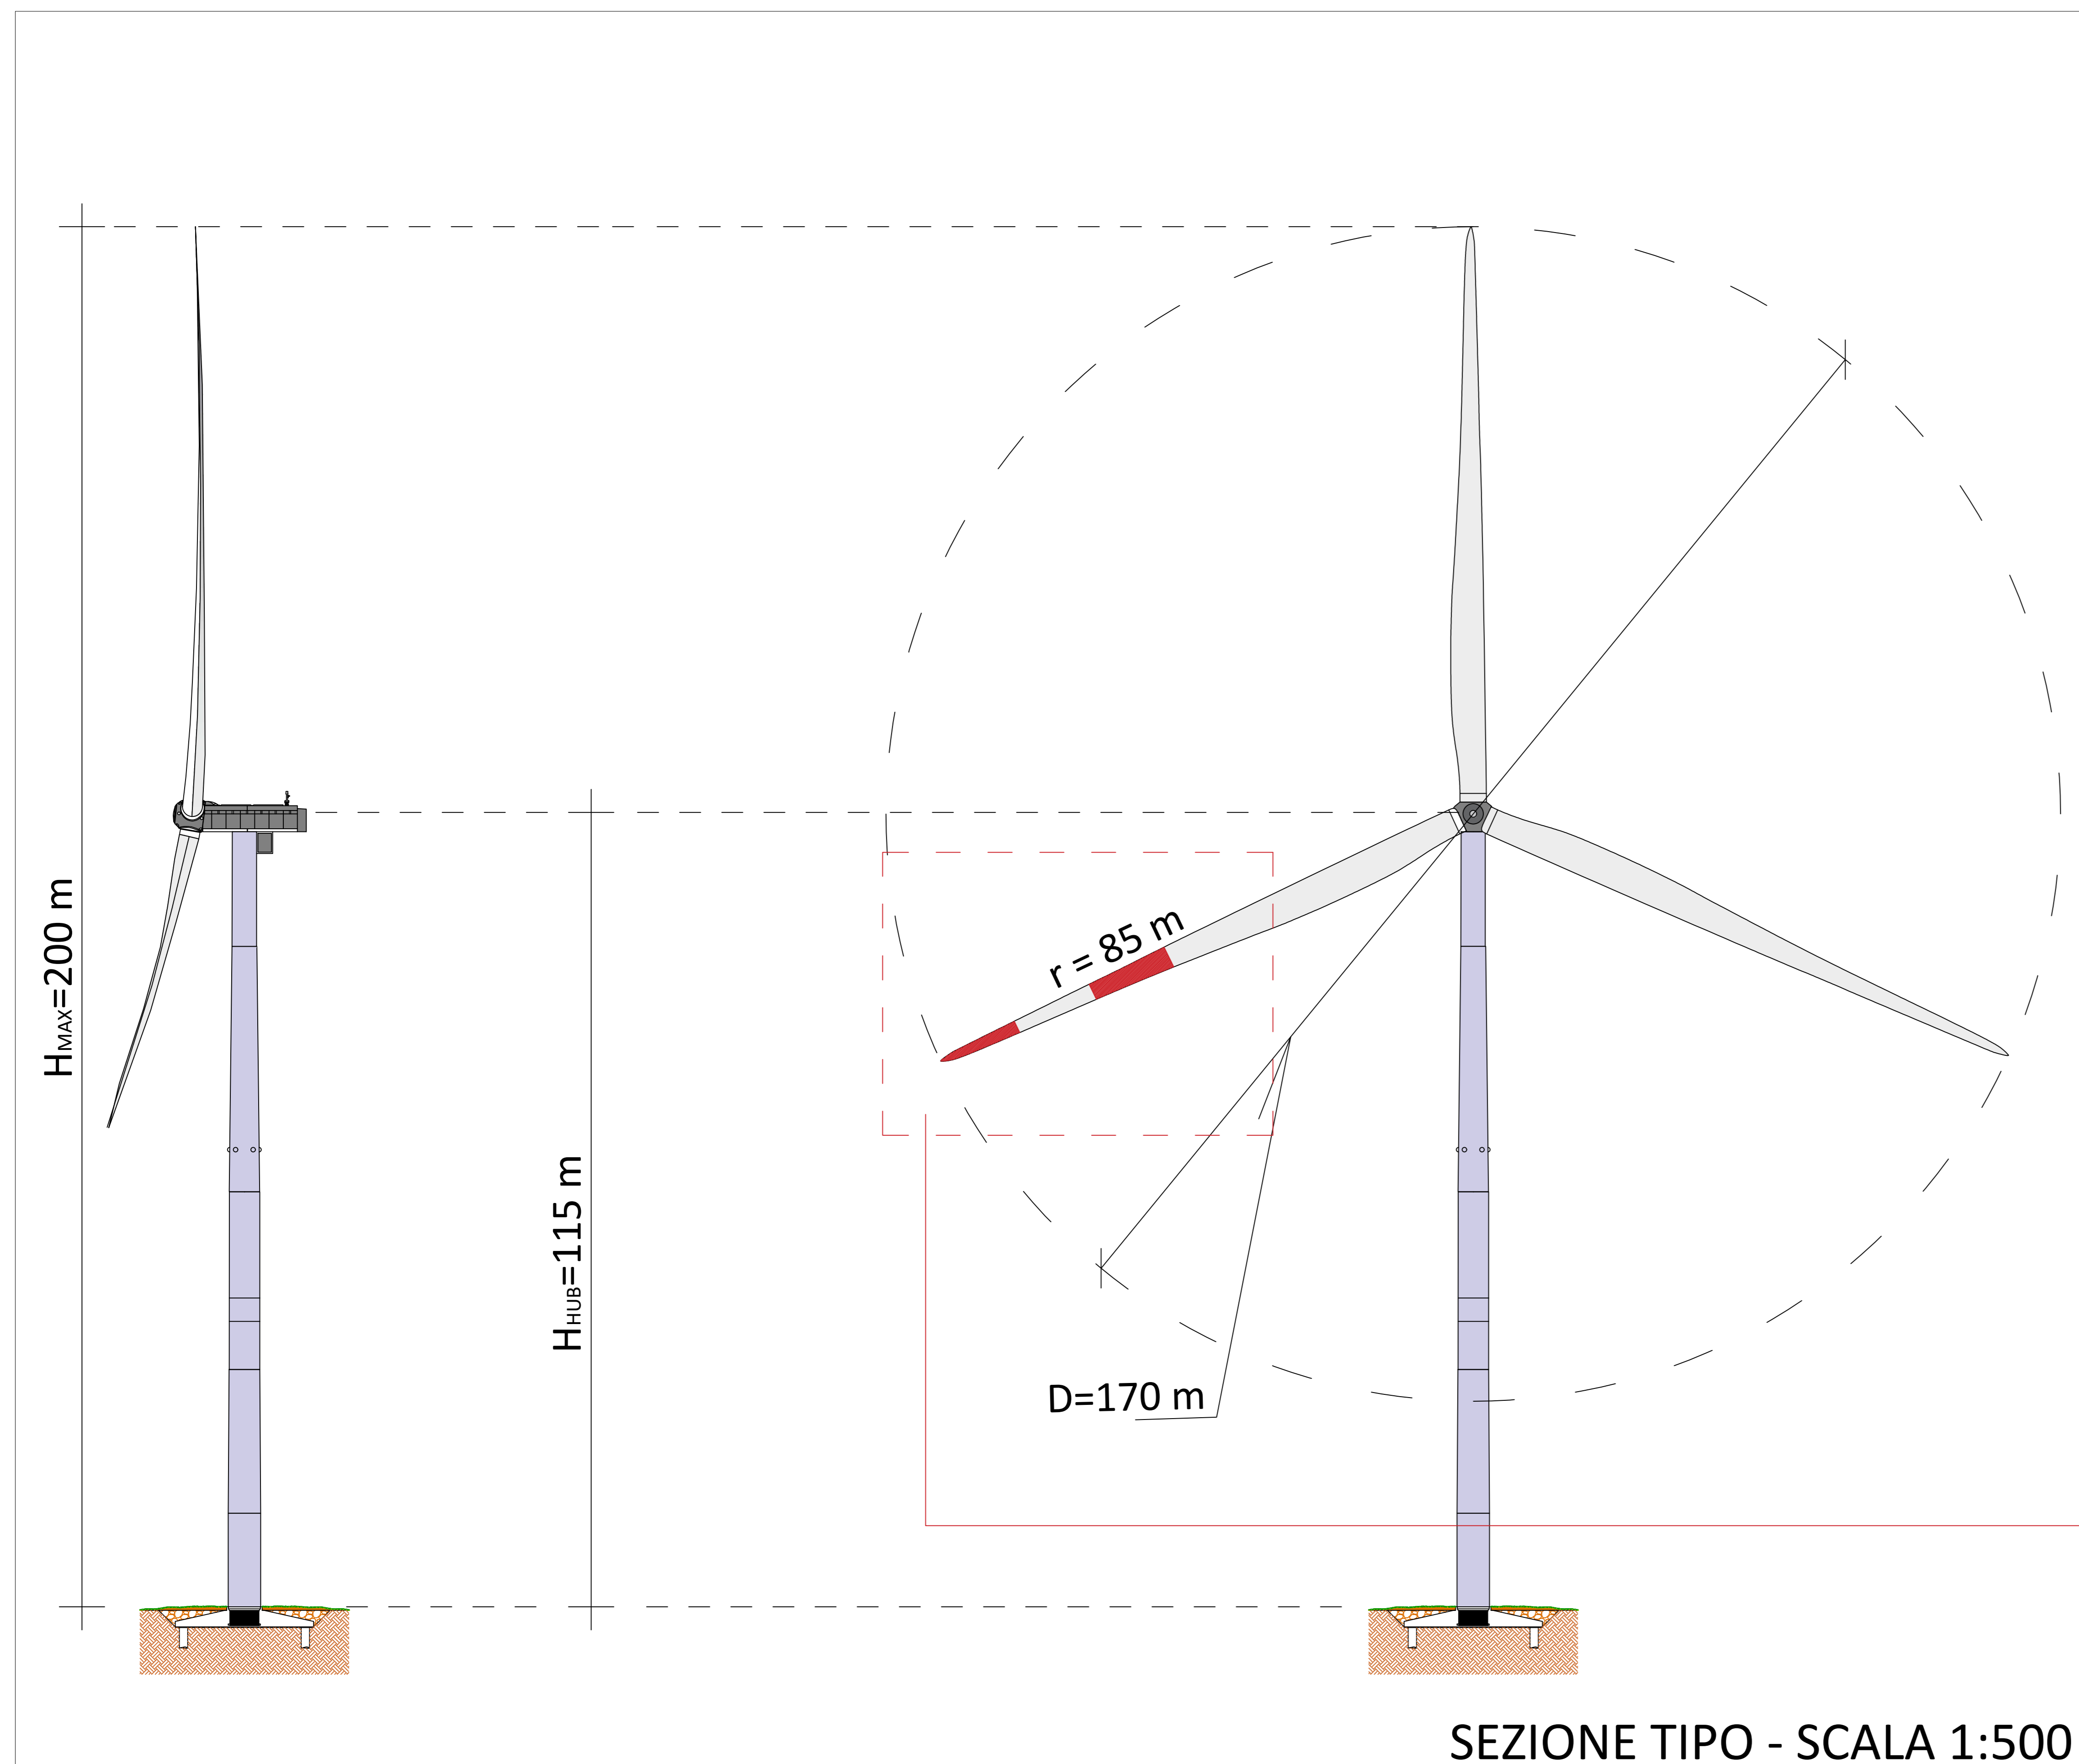 HMAX=200 m
HHUB=115 m
r = 85 m
D=170 m
SEZIONE TIPO - SCALA 1:500